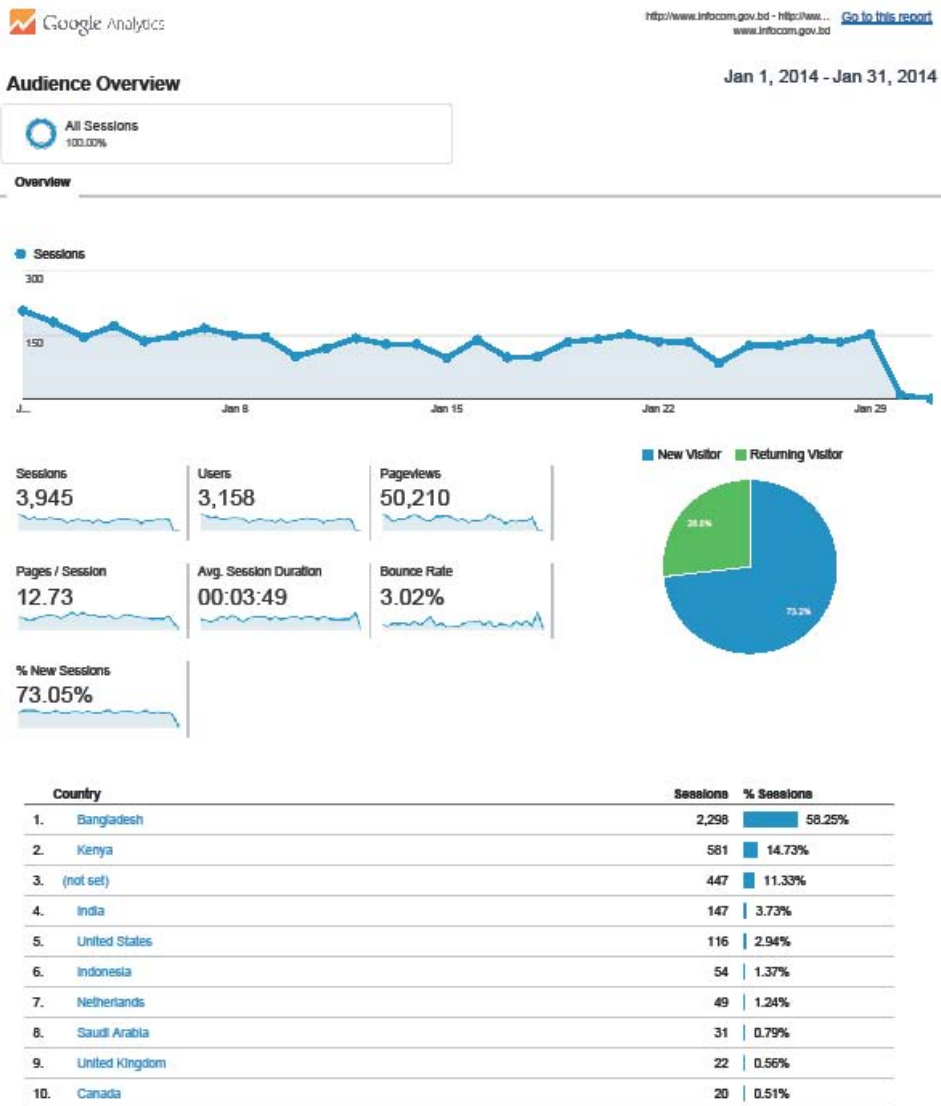 Google Analytics
http://www.infocom.gov.bd - http://ww...
www.infocom.gov.bd
Go to this report
Audience Overview
Jan 1, 2014 - Jan 31, 2014
All Sessions
100.00%
Overview
Sessions
300
150
J...
Jan 8
Jan 15
Jan 22
Jan 29
New Visitor
Returning Visitor
Sessions
3,945
Users
3,158
Pageviews
50,210
26.8%
73.2%
Pages / Session
12.73
Avg. Session Duration
00:03:49
Bounce Rate
3.02%
% New Sessions
73.05%
Country Sessions % Sessions
1. Bangladesh 2,298 58.25%
2. Kenya 581 14.73%
3. (not set) 447 11.33%
4. India 147 3.73%
5. United States 116 2.94%
6. Indonesia 54 1.37%
7. Netherlands 49 1.24%
8. Saudi Arabia 31 0.79%
9. United Kingdom 22 0.56%
10. Canada 20 0.51%